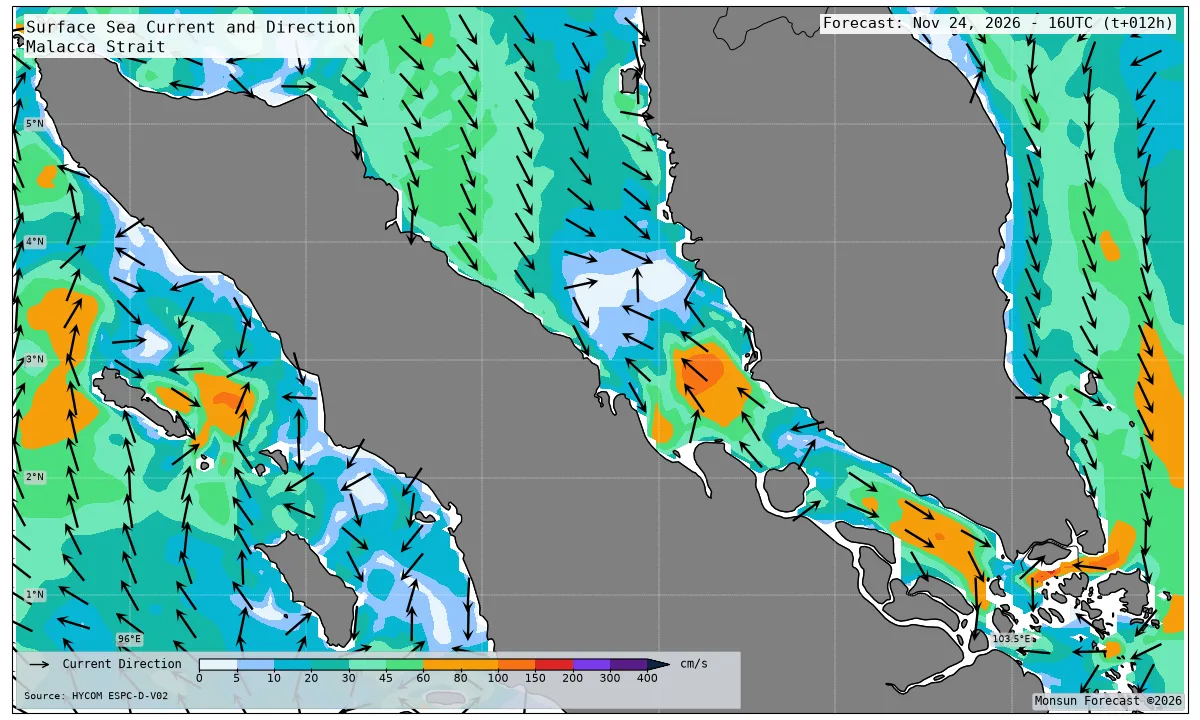 Surface Sea Current and Direction
Malacca Strait
Forecast: Nov 24, 2026 - 16UTC (t+012h)
5°N
4°N
3°N
2°N
1°N
96°E
103.5°E
Current Direction
0 5 10 20 30 45 60 80 100 150 200 300 400
cm/s
Source: HYCOM ESPC-D-V02
Monsun Forecast ©2026